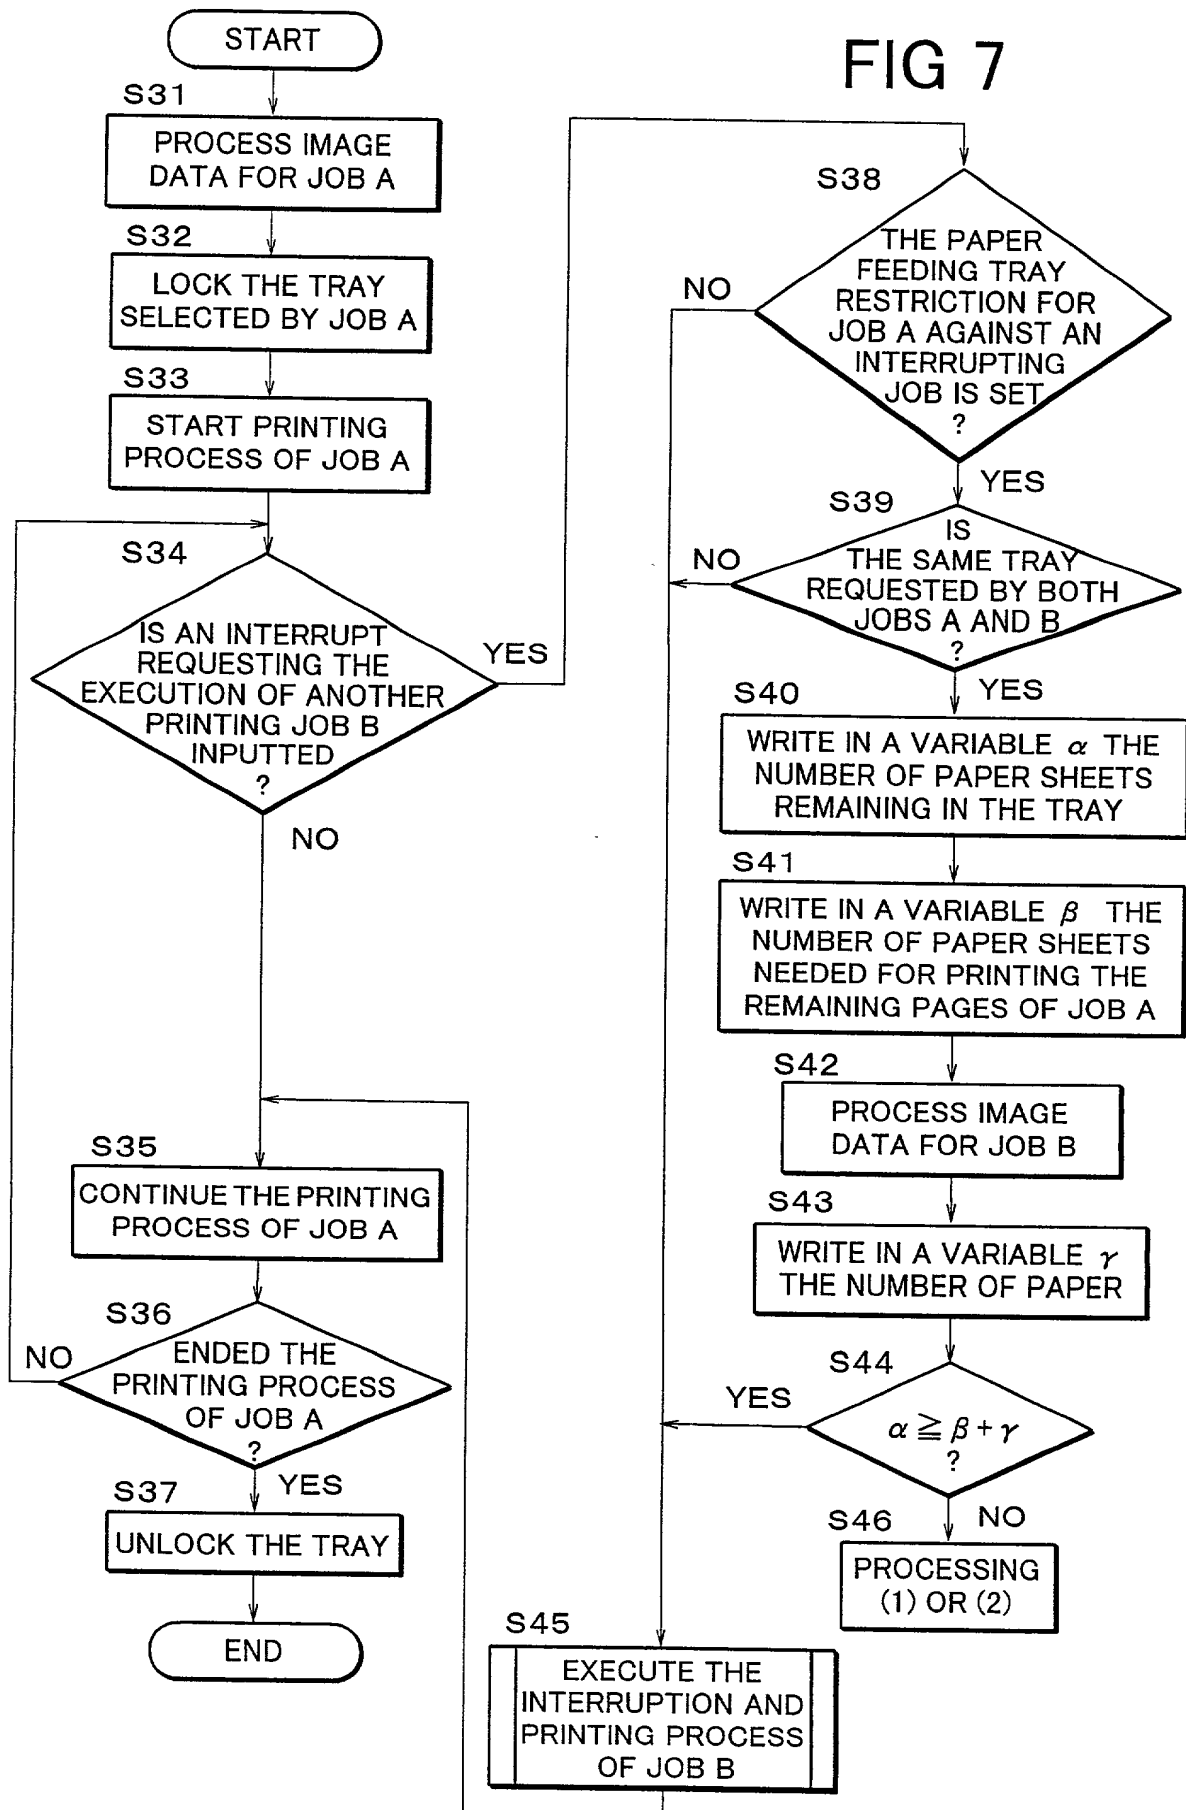 FIG 7
START
S31
PROCESS IMAGE
DATA FOR JOB A
S32
LOCK THE TRAY
SELECTED BY JOB A
S33
START PRINTING
PROCESS OF JOB A
S34
IS AN INTERRUPT
REQUESTING THE
EXECUTION OF ANOTHER
PRINTING JOB B
INPUTTED
?
YES
NO
S35
CONTINUE THE PRINTING
PROCESS OF JOB A
S36
ENDED THE
PRINTING PROCESS
OF JOB A
?
NO
YES
S37
UNLOCK THE TRAY
END
S38
THE PAPER
FEEDING TRAY
RESTRICTION FOR
JOB A AGAINST AN
INTERRUPTING
JOB IS SET
?
NO
YES
S39
IS
THE SAME TRAY
REQUESTED BY BOTH
JOBS A AND B
?
NO
YES
S40
WRITE IN A VARIABLE α THE
NUMBER OF PAPER SHEETS
REMAINING IN THE TRAY
S41
WRITE IN A VARIABLE β THE
NUMBER OF PAPER SHEETS
NEEDED FOR PRINTING THE
REMAINING PAGES OF JOB A
S42
PROCESS IMAGE
DATA FOR JOB B
S43
WRITE IN A VARIABLE γ
THE NUMBER OF PAPER
S44
α ≧ β + γ
?
YES
NO
S46
PROCESSING
(1) OR (2)
S45
EXECUTE THE
INTERRUPTION AND
PRINTING PROCESS
OF JOB B